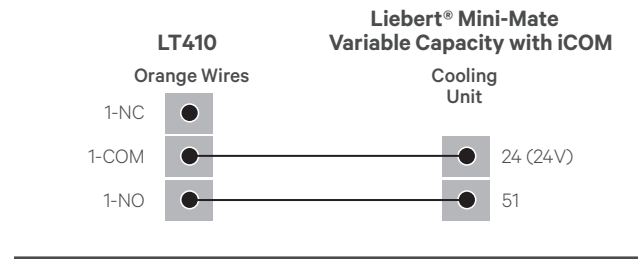 Liebert® Mini-Mate
LT410 Variable Capacity with iCOM
Orange Wires Cooling
Unit
1-NC
1-COM 24 (24V)
1-NO 51